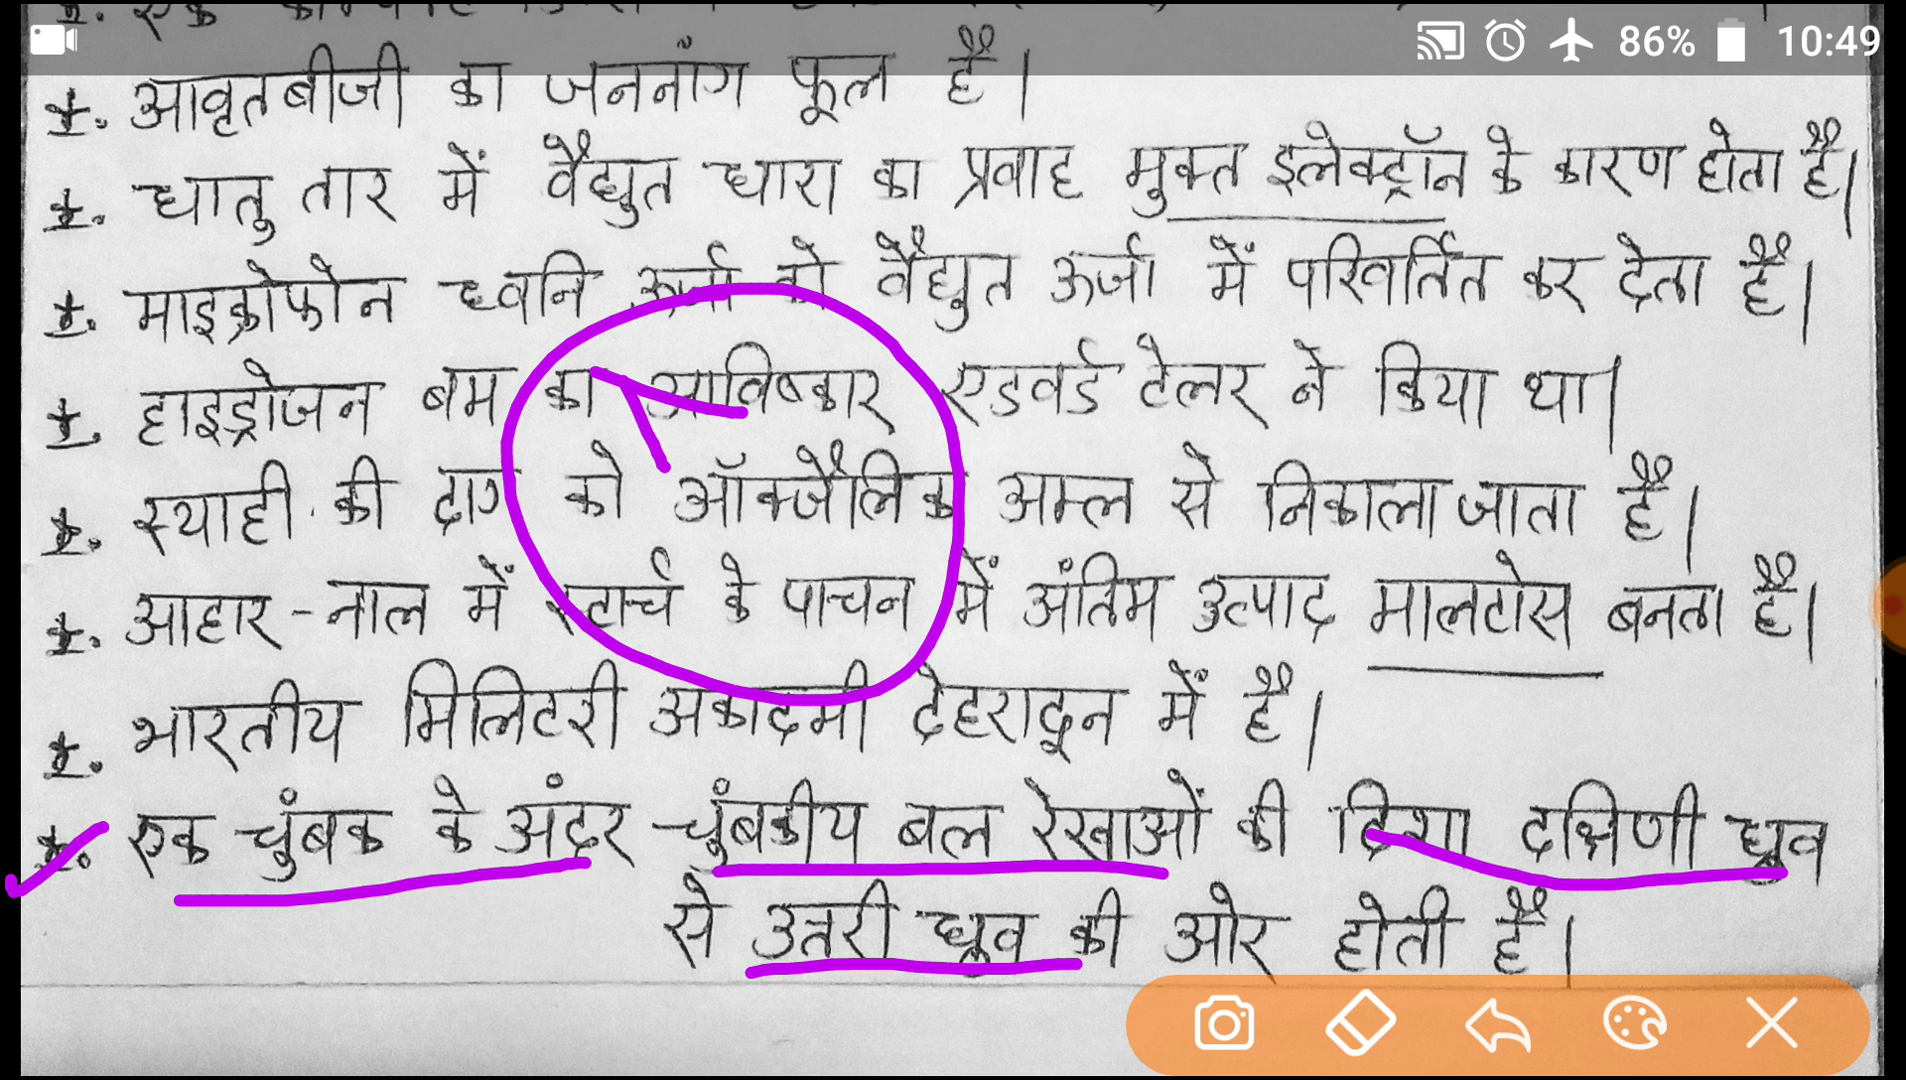 86% 10:49
*. आवृतबीजी का जननांग फूल है।
*. धातु तार में वैद्युत धारा का प्रवाह मुक्त इलेक्ट्रॉन के कारण होता है।
*. माइक्रोफोन ध्वनि ऊर्जा को वैद्युत ऊर्जा में परिवर्तित कर देता है।
*. हाइड्रोजन बम का आविष्कार एडवर्ड टेलर ने किया था।
*. स्याही की दाग को ऑक्जैलिक अम्ल से निकाला जाता है।
*. आहार-नाल में स्टार्च के पाचन में अंतिम उत्पाद मालटोस बनता है।
*. भारतीय मिलिटरी अकादमी देहरादून में है।
*. एक चुंबक के अंदर चुंबकीय बल रेखाओं की दिशा दक्षिणी ध्रुव
से उत्तरी ध्रुव की ओर होती है।